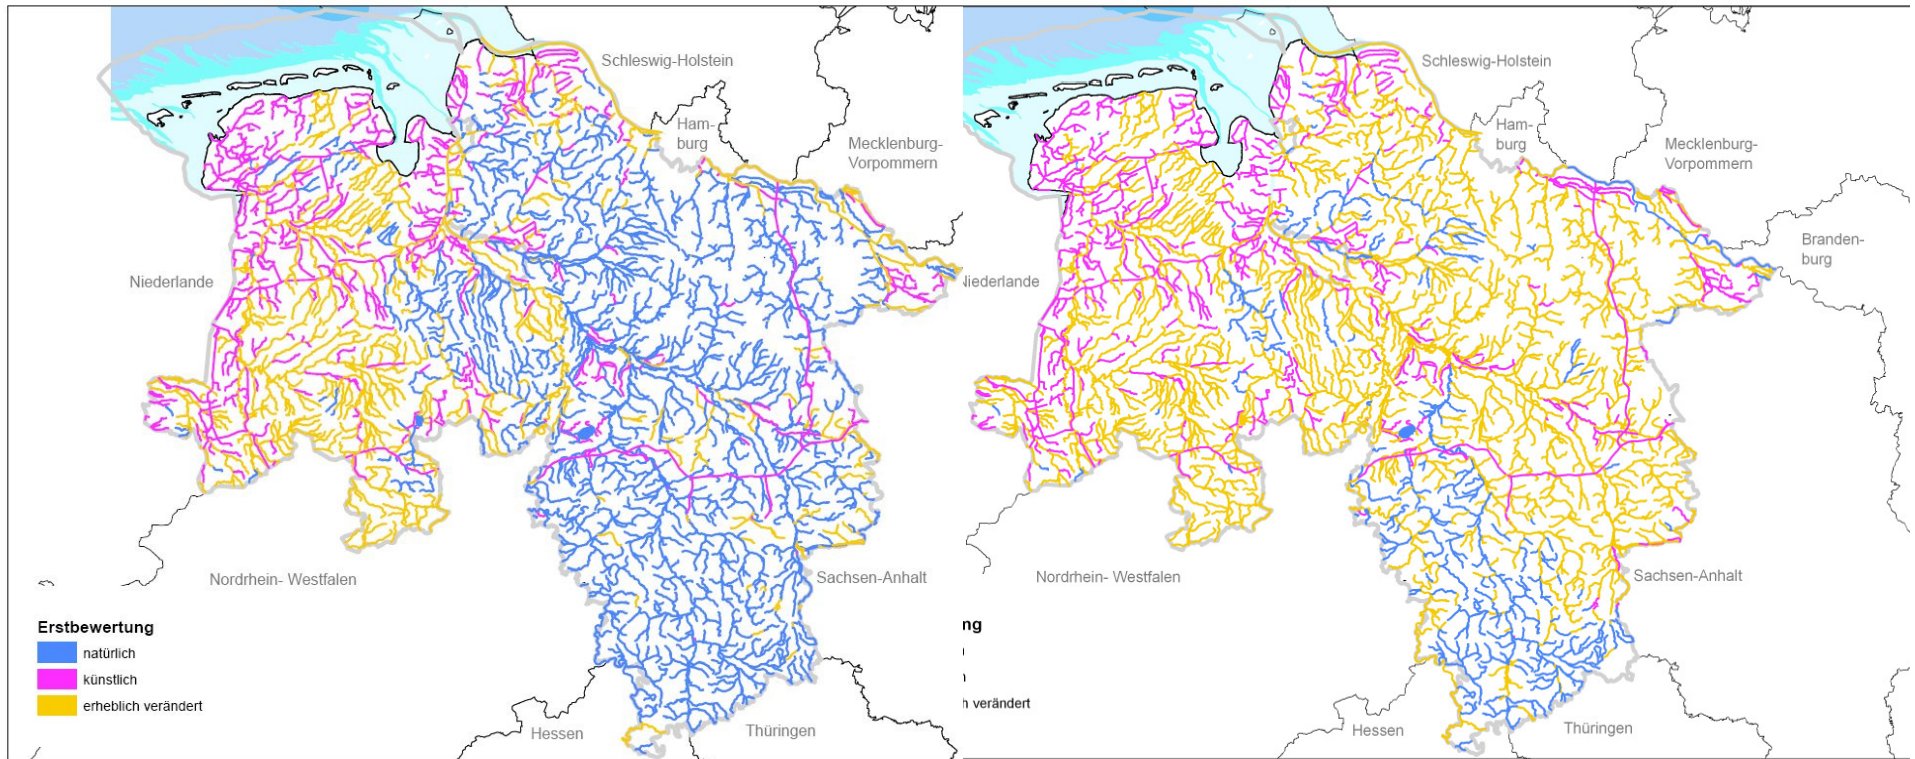 Schleswig-Holstein
Ham-
burg
Mecklenburg-
Vorpommern
Niederlande
Nordrhein- Westfalen
Sachsen-Anhalt
Erstbewertung
natürlich
künstlich
erheblich verändert
Hessen
Thüringen
Schleswig-Holstein
Ham-
burg
Mecklenburg-
Vorpommern
Branden-
burg
Niederlande
Nordrhein- Westfalen
Sachsen-Anhalt
ng
h verändert
Hessen
Thüringen